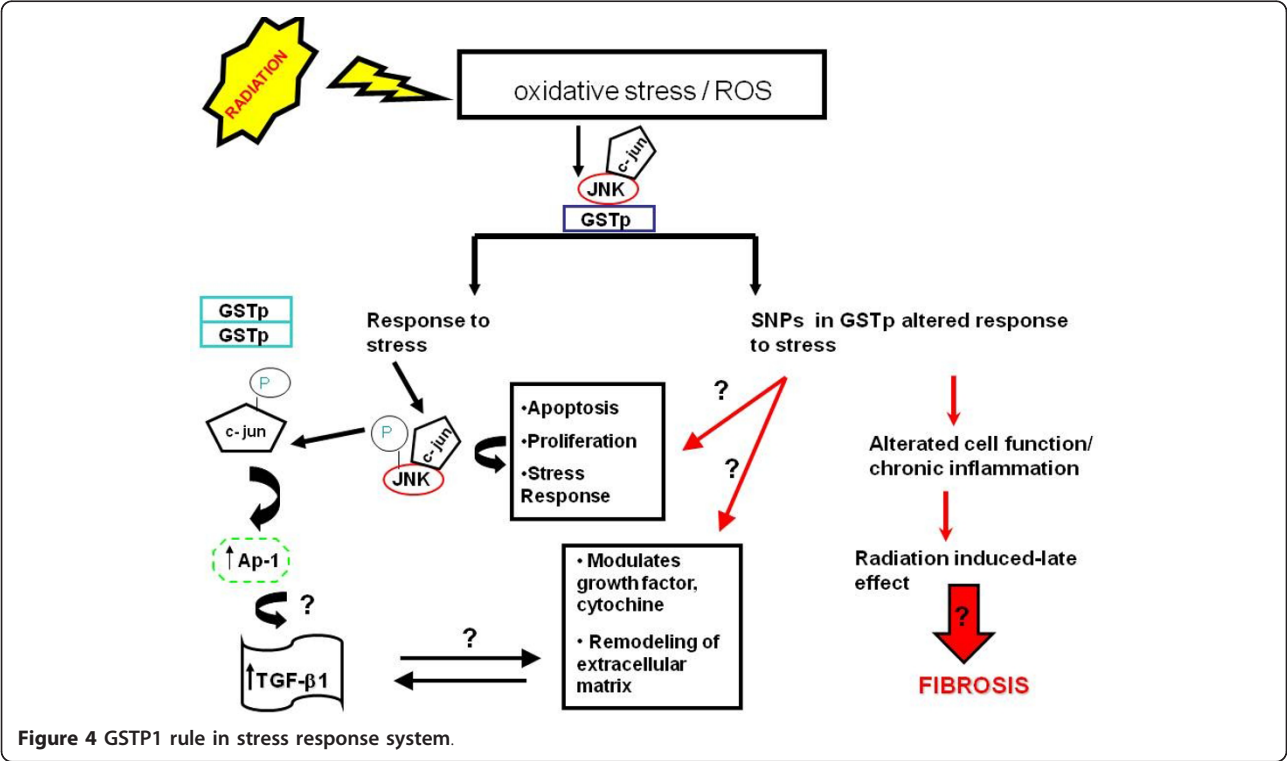 RADIATION
oxidative stress / ROS
c-jun
JNK
GSTp
GSTp
GSTp
Response to
stress
SNPs in GSTp altered response
to stress
P
c-jun
P
c-jun
JNK
•Apoptosis
•Proliferation
•Stress
Response
?
?
Alterated cell function/
chronic inflammation
↑Ap-1
?
↑TGF-β1
?
• Modulates
growth factor,
cytochine
• Remodeling of
extracellular
matrix
Radiation induced-late
effect
?
FIBROSIS
Figure 4 GSTP1 rule in stress response system.